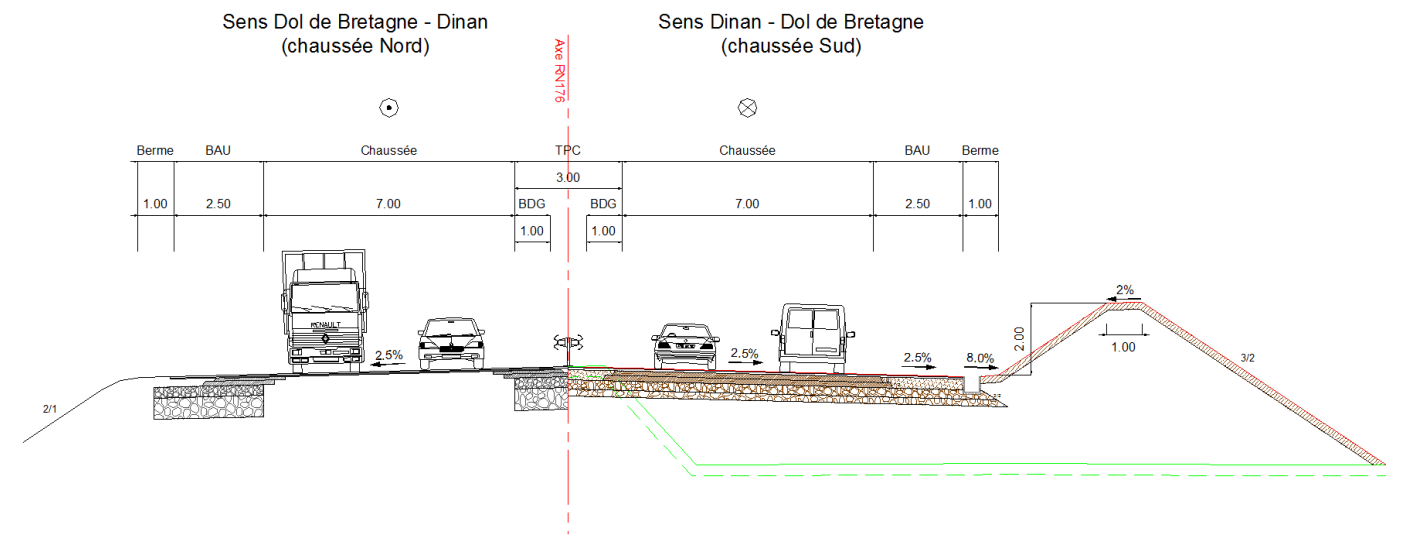 Sens Dol de Bretagne - Dinan
(chaussée Nord)
Sens Dinan - Dol de Bretagne
(chaussée Sud)
Axe RN176
Berme BAU Chaussée TPC Chaussée BAU Berme
3.00
1.00 2.50 7.00 BDG BDG 7.00 2.50 1.00
1.00 1.00
2%
RENAULT
2.00
1.00
2.5% 2.5% 2.5% 8.0% 3/2
2/1